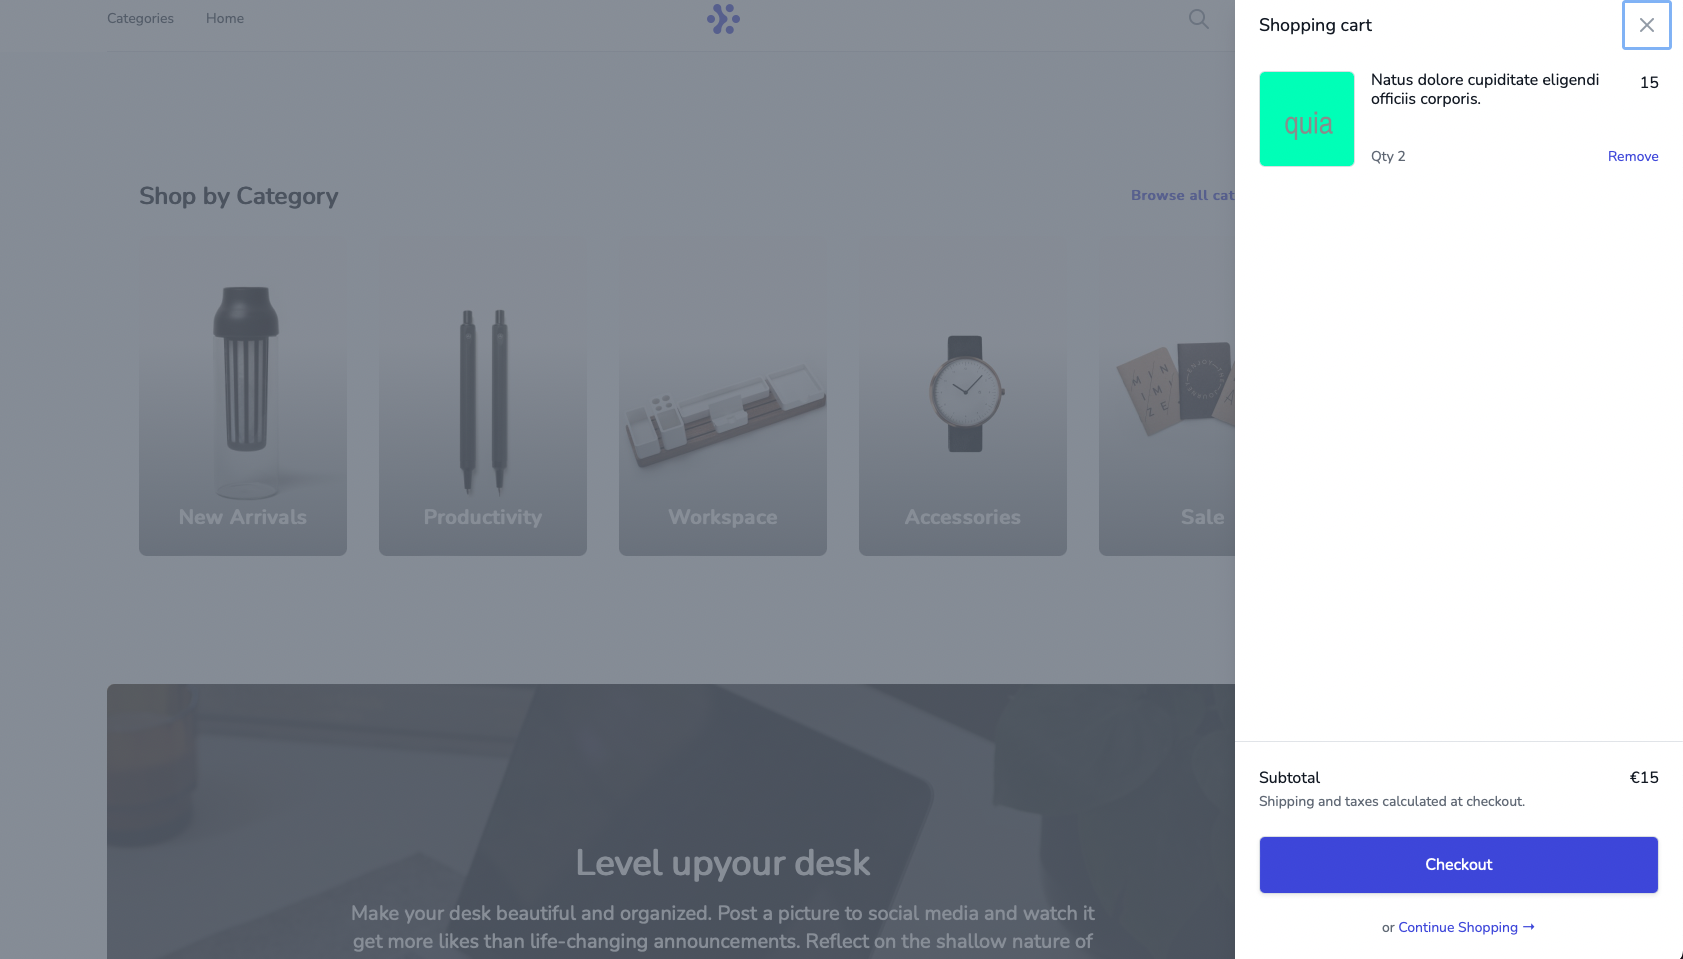 Categories
Home
Shop by Category
Browse all cat
New Arrivals
Productivity
Workspace
Accessories
Sale
Level upyour desk
Make your desk beautiful and organized. Post a picture to social media and watch it
get more likes than life-changing announcements. Reflect on the shallow nature of
Shopping cart
quia
Natus dolore cupiditate eligendi
officiis corporis.
15
Qty 2
Remove
Subtotal
€15
Shipping and taxes calculated at checkout.
Checkout
or Continue Shopping →